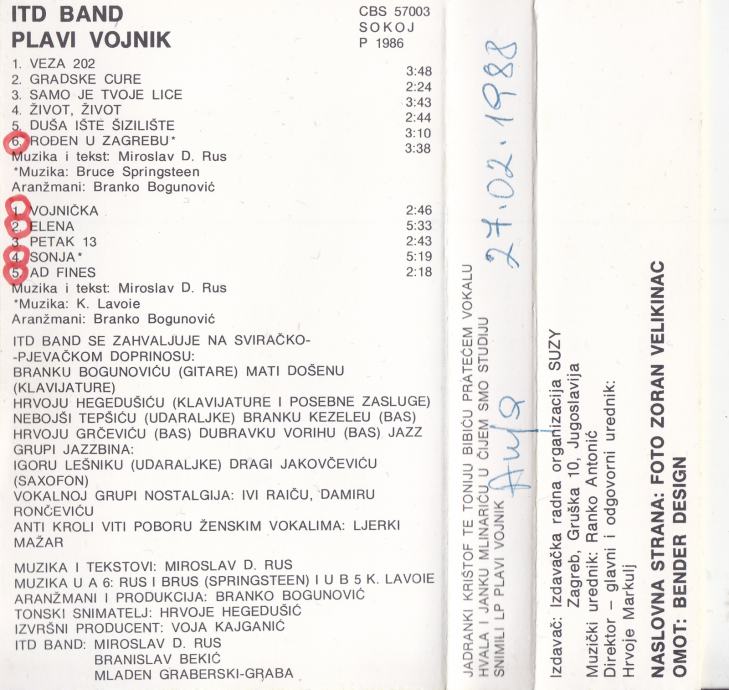 ITD BAND
PLAVI VOJNIK
CBS 57003
SOKOJ
P 1986
1. VEZA 202 3:48
2. GRADSKE CURE 2:24
3. SAMO JE TVOJE LICE 3:43
4. ŽIVOT, ŽIVOT 2:44
5. DUŠA IŠTE ŠIZILIŠTE 3:10
6. ROĐEN U ZAGREBU* 3:38
Muzika i tekst: Miroslav D. Rus
*Muzika: Bruce Springsteen
Aranžmani: Branko Bogunović
1. VOJNIČKA 2:46
2. ELENA 5:33
3. PETAK 13 2:43
4. SONJA* 5:19
5. AD FINES 2:18
Muzika i tekst: Miroslav D. Rus
*Muzika: K. Lavoie
Aranžmani: Branko Bogunović
ITD BAND SE ZAHVALJUJE NA SVIRAČKO-
-PJEVAČKOM DOPRINOSU:
BRANKU BOGUNOVIĆU (GITARE) MATI DOŠENU
(KLAVIJATURE)
HRVOJU HEGEDUŠIĆU (KLAVIJATURE I POSEBNE ZASLUGE)
NEBOJŠI TEPŠIĆU (UDARALJKE) BRANKU KEZELEU (BAS)
HRVOJU GRČEVIĆU (BAS) DUBRAVKU VORIHU (BAS) JAZZ
GRUPI JAZZBINA:
IGORU LEŠNIKU (UDARALJKE) DRAGI JAKOVČEVIĆU
(SAXOFON)
VOKALNOJ GRUPI NOSTALGIJA: IVI RAIČU, DAMIRU
RONČEVIĆU
ANTI KROLI VITI POBORU ŽENSKIM VOKALIMA: LJERKI
MAŽAR
MUZIKA I TEKSTOVI: MIROSLAV D. RUS
MUZIKA U A 6: RUS I BRUS (SPRINGSTEEN) I U B 5 K. LAVOIE
ARANŽMANI I PRODUKCIJA: BRANKO BOGUNOVIĆ
TONSKI SNIMATELJ: HRVOJE HEGEDUŠIĆ
IZVRŠNI PRODUCENT: VOJA KAJGANIĆ
ITD BAND: MIROSLAV D. RUS
BRANISLAV BEKIĆ
MLADEN GRABERSKI-GRABA
JADRANKI KRIŠTOF TE TONIJU BIBIĆU PRATEĆEM VOKALU
HVALA I JANKU MLINARIĆU U ČIJEM SMO STUDIJU
SNIMILI LP PLAVI VOJNIK
27.02.1988
Izdavač: Izdavačka radna organizacija SUZY
Zagreb, Gruška 10, Jugoslavija
Muzički urednik: Ranko Antonić
Direktor – glavni i odgovorni urednik:
Hrvoje Markulj
NASLOVNA STRANA: FOTO ZORAN VELIKINAC
OMOT: BENDER DESIGN